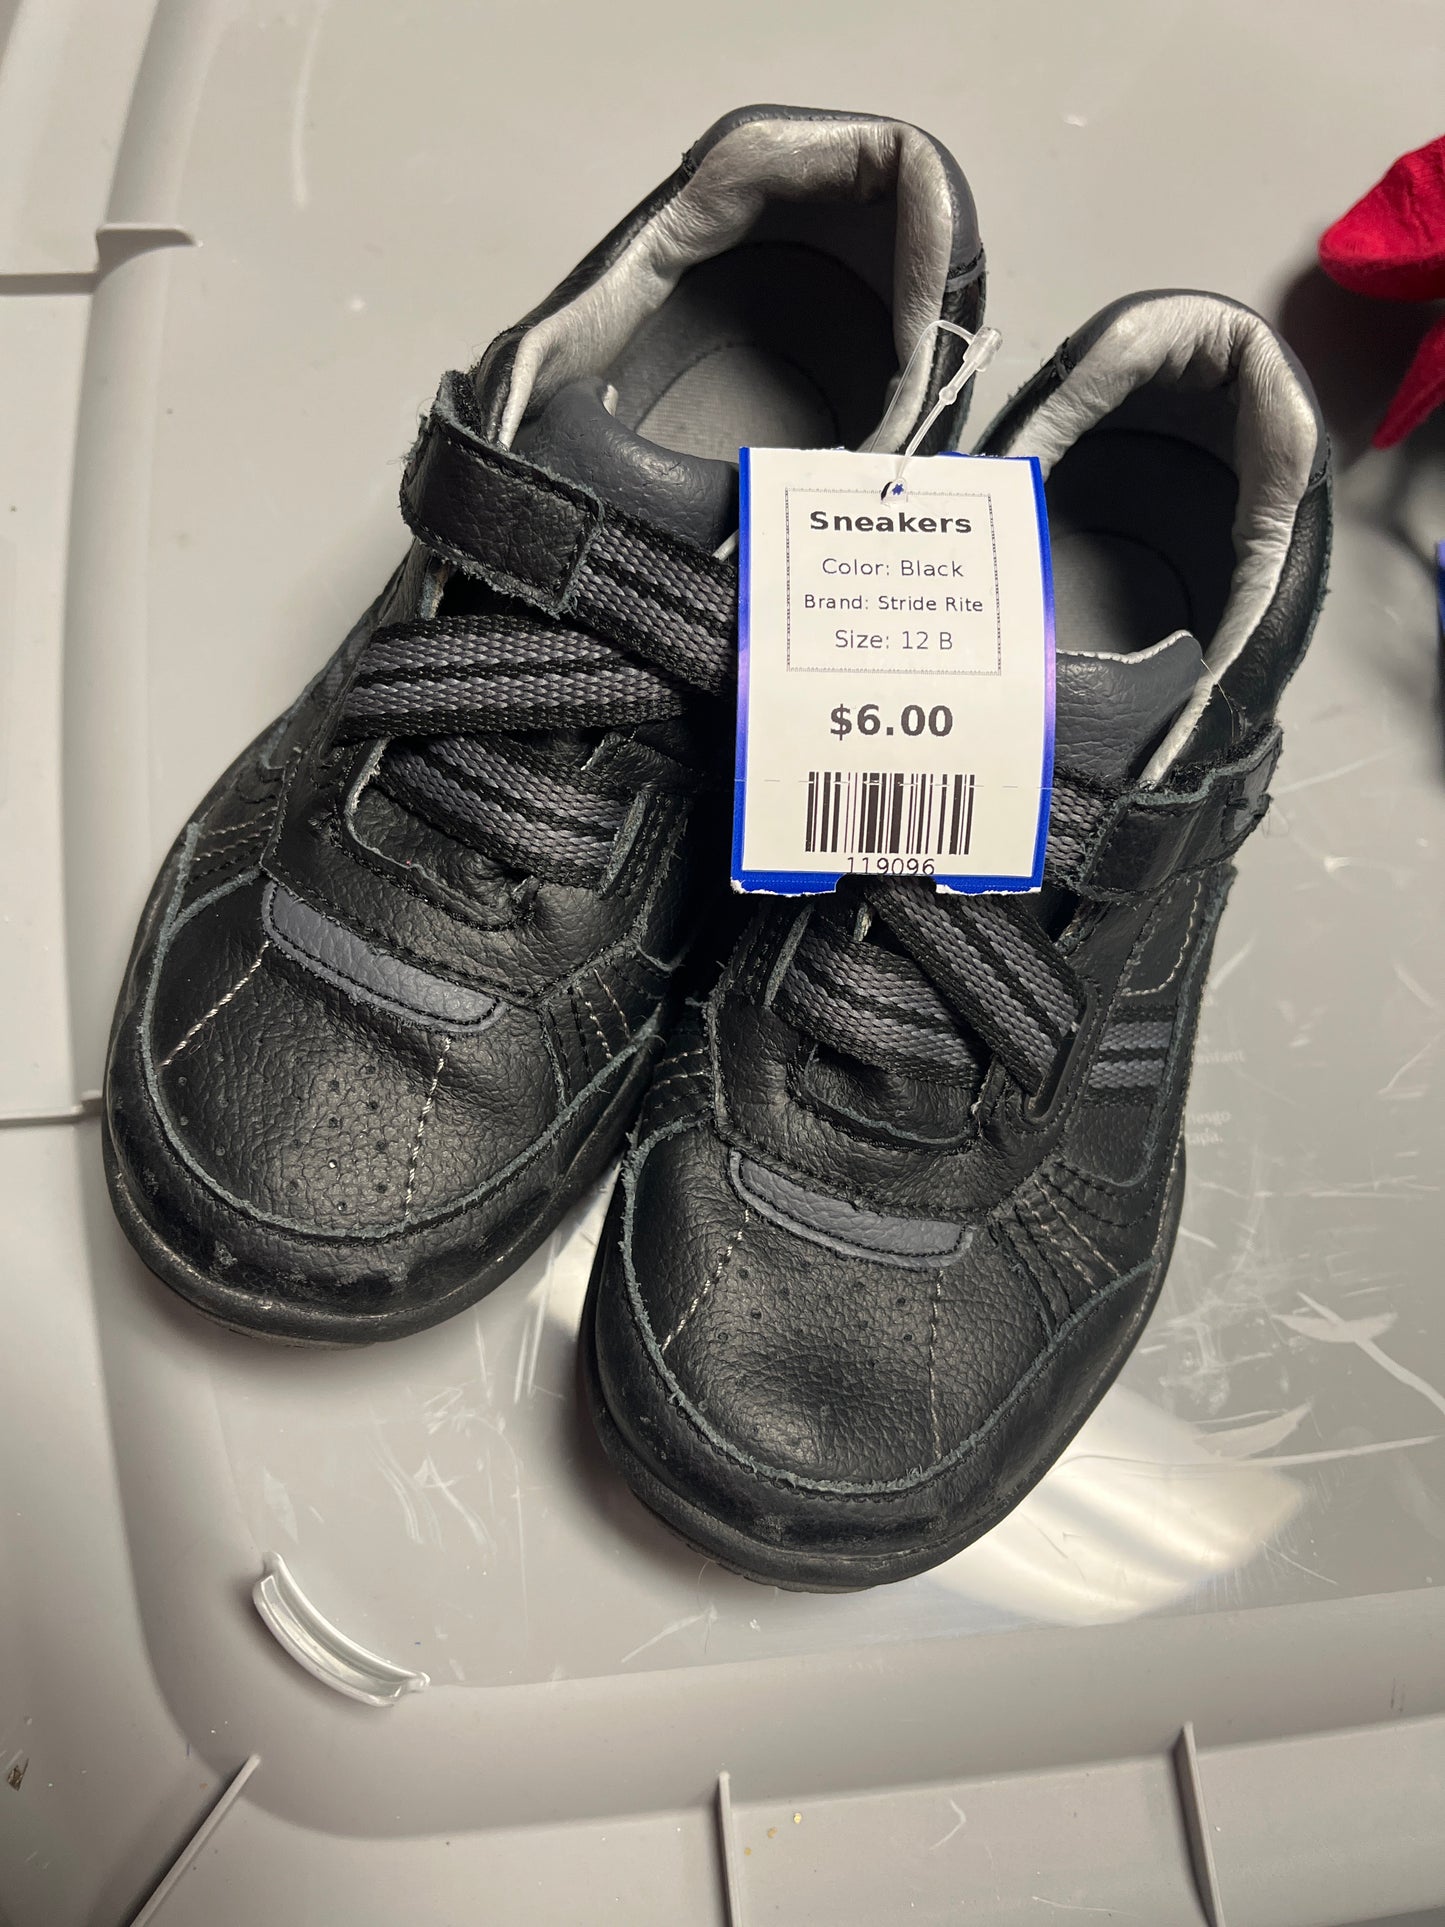 Sneakers
Color: Black
Brand: Stride Rite
Size: 12 B
$6.00
119096